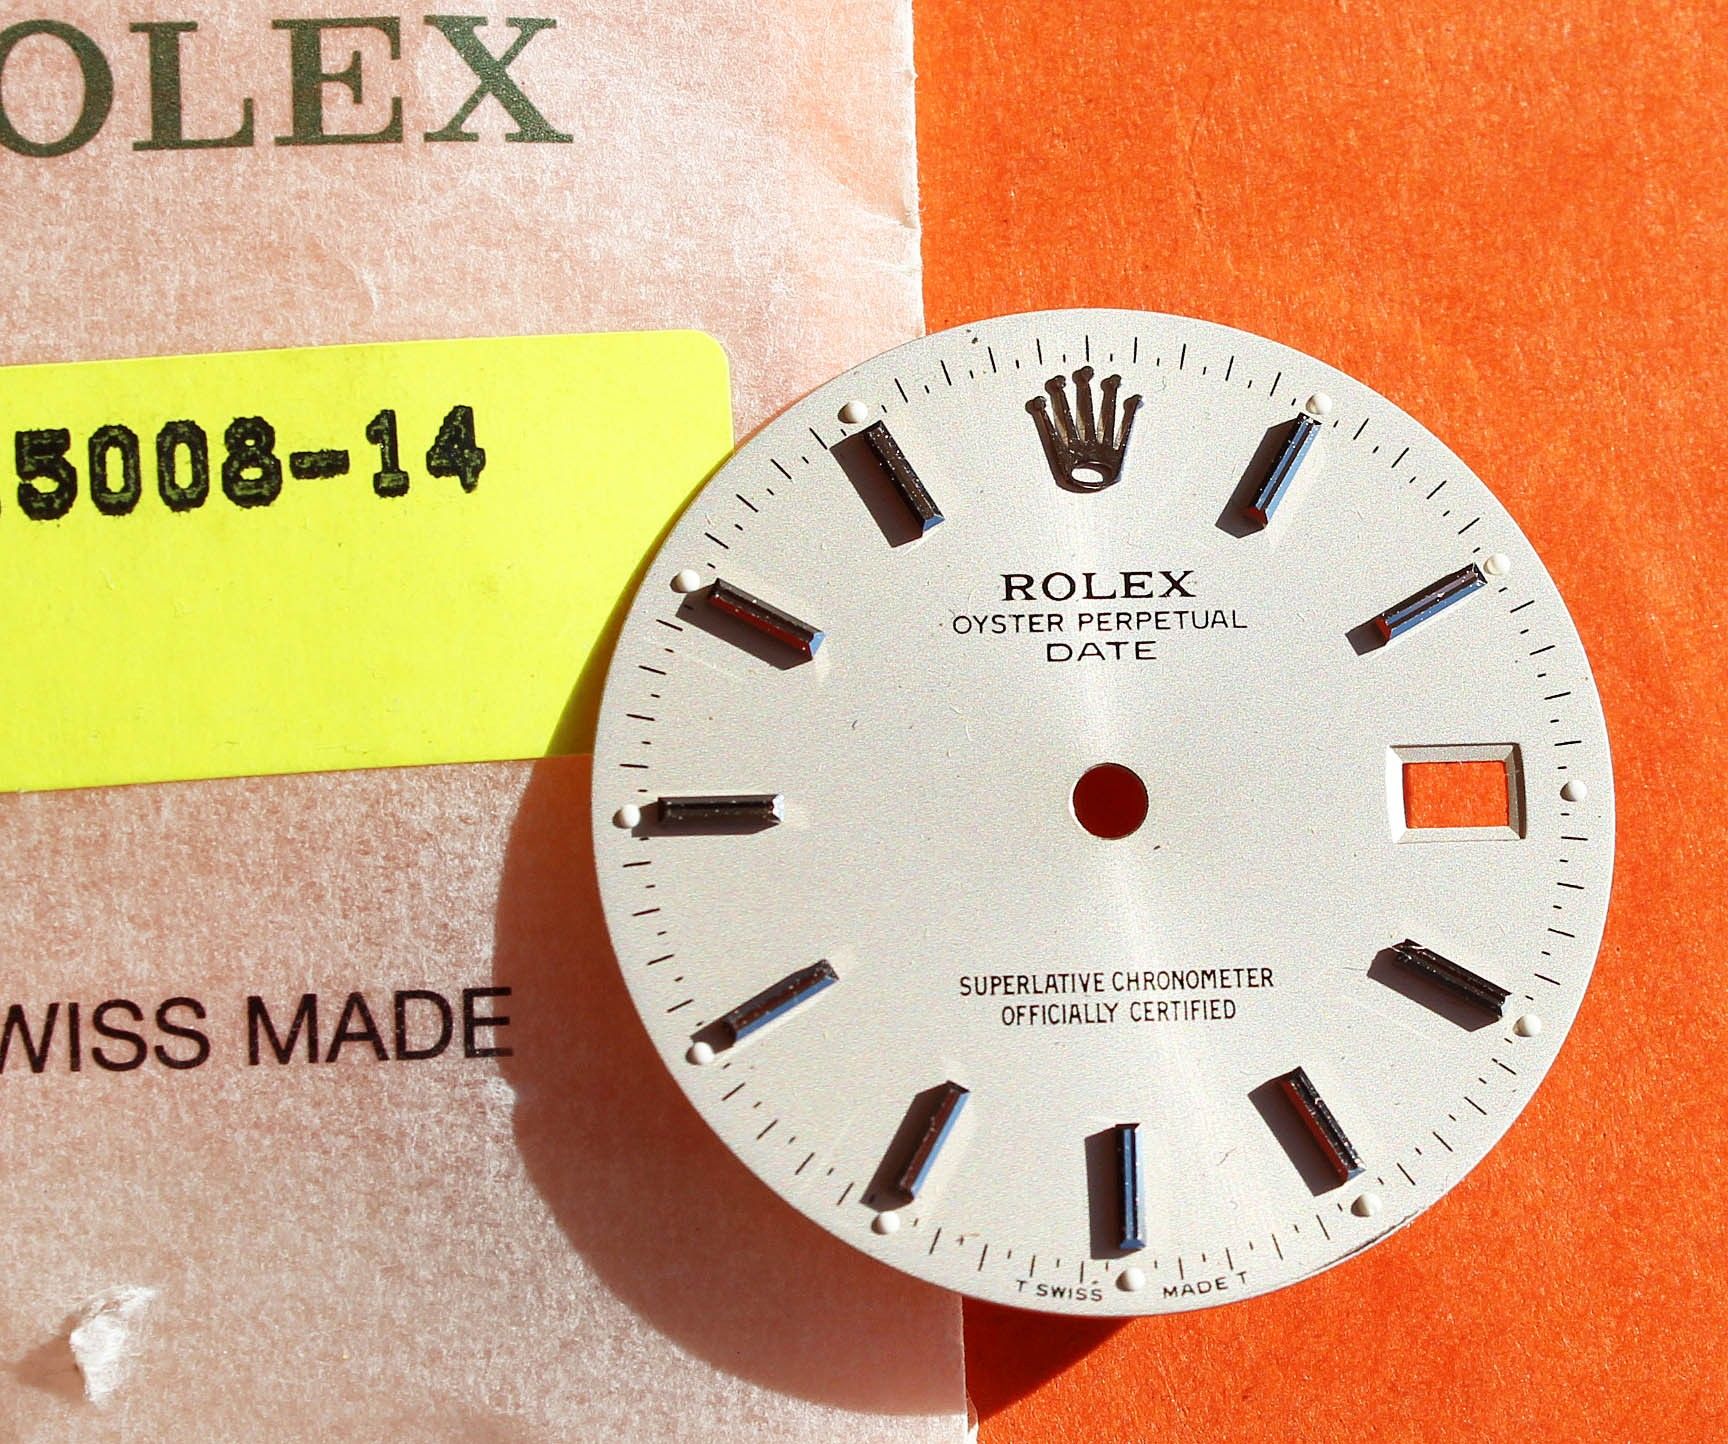 OLEX
5008-14
WISS MADE
ROLEX
OYSTER PERPETUAL
DATE
SUPERLATIVE CHRONOMETER
OFFICIALLY CERTIFIED
T SWISS MADE T